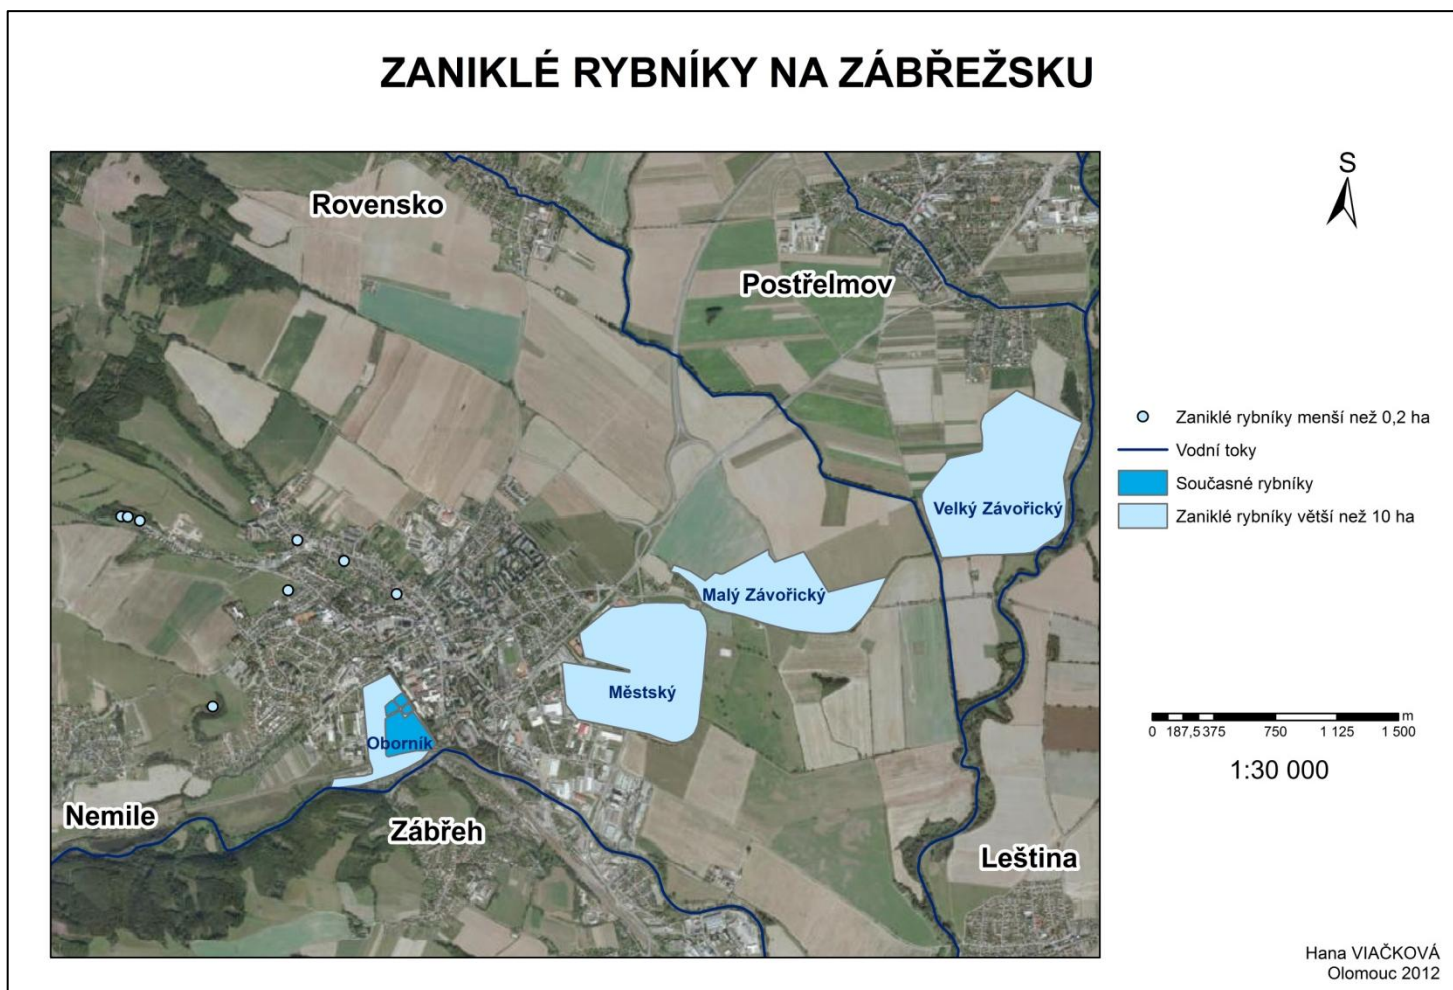 ZANIKLÉ RYBNÍKY NA ZÁBŘEŽSKU
S
Rovensko
Postřelmov
Velký Závořický
Malý Závořický
Městský
Oborník
Nemile
Zábřeh
Leština
Zaniklé rybníky menší než 0,2 ha
Vodní toky
Současné rybníky
Zaniklé rybníky větší než 10 ha
0 187,5 375 750 1 125 1 500 m
1:30 000
Hana VIAČKOVÁ
Olomouc 2012